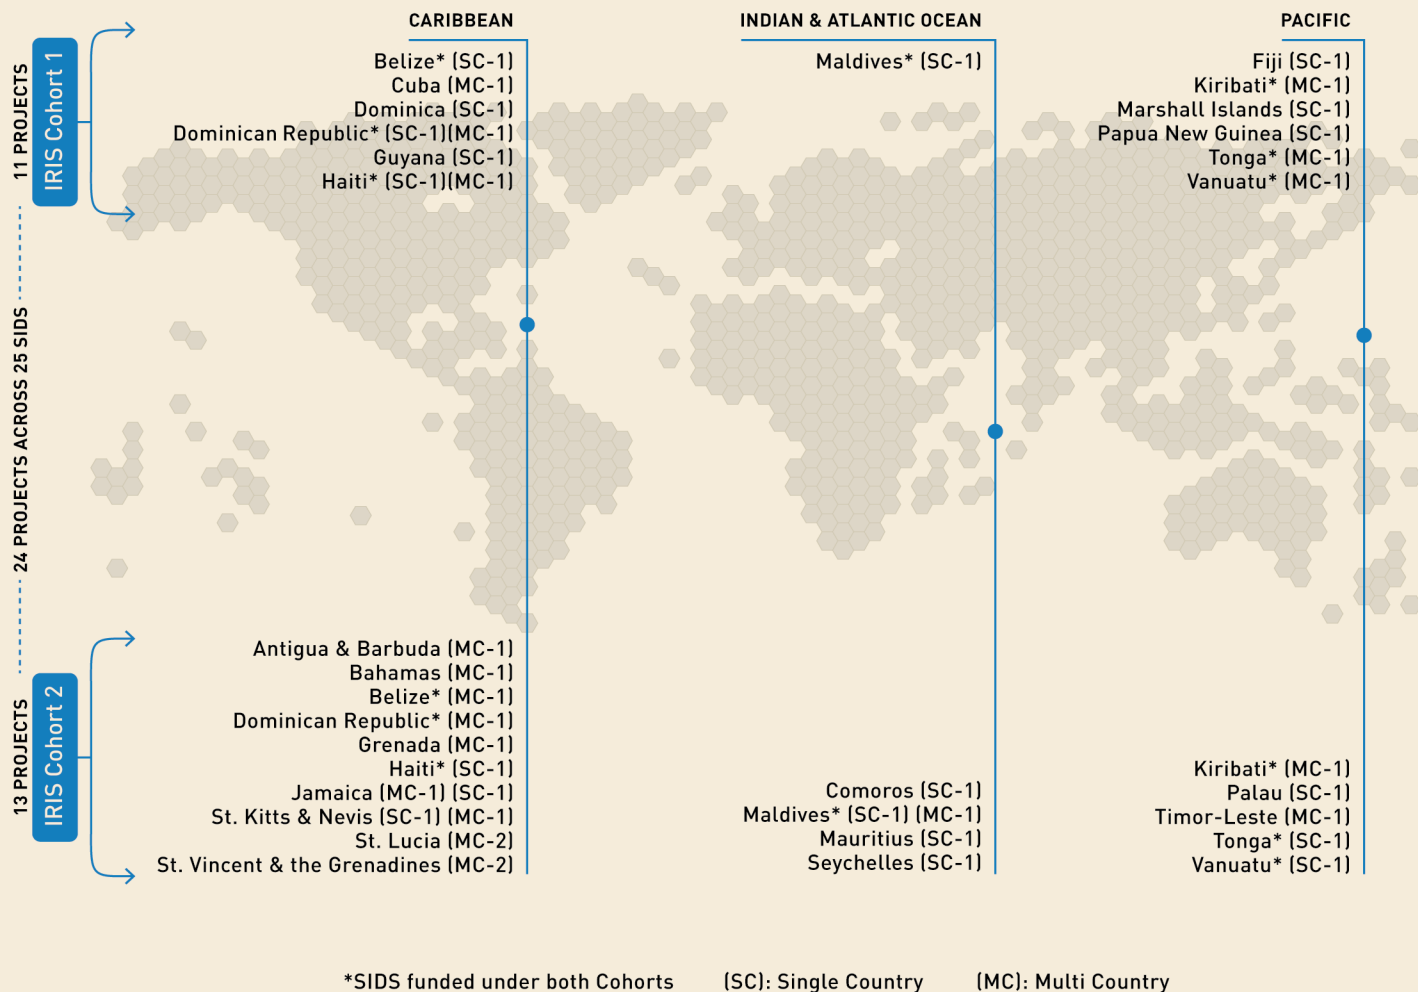 CARIBBEAN
INDIAN & ATLANTIC OCEAN
PACIFIC
11 PROJECTS
IRIS Cohort 1
Belize* (SC-1)
Cuba (MC-1)
Dominica (SC-1)
Dominican Republic* (SC-1)(MC-1)
Guyana (SC-1)
Haiti* (SC-1)(MC-1)
Maldives* (SC-1)
Fiji (SC-1)
Kiribati* (MC-1)
Marshall Islands (SC-1)
Papua New Guinea (SC-1)
Tonga* (MC-1)
Vanuatu* (MC-1)
24 PROJECTS ACROSS 25 SIDS
13 PROJECTS
IRIS Cohort 2
Antigua & Barbuda (MC-1)
Bahamas (MC-1)
Belize* (MC-1)
Dominican Republic* (MC-1)
Grenada (MC-1)
Haiti* (SC-1)
Jamaica (MC-1) (SC-1)
St. Kitts & Nevis (SC-1) (MC-1)
St. Lucia (MC-2)
St. Vincent & the Grenadines (MC-2)
Comoros (SC-1)
Maldives* (SC-1) (MC-1)
Mauritius (SC-1)
Seychelles (SC-1)
Kiribati* (MC-1)
Palau (SC-1)
Timor-Leste (MC-1)
Tonga* (SC-1)
Vanuatu* (SC-1)
*SIDS funded under both Cohorts (SC): Single Country (MC): Multi Country